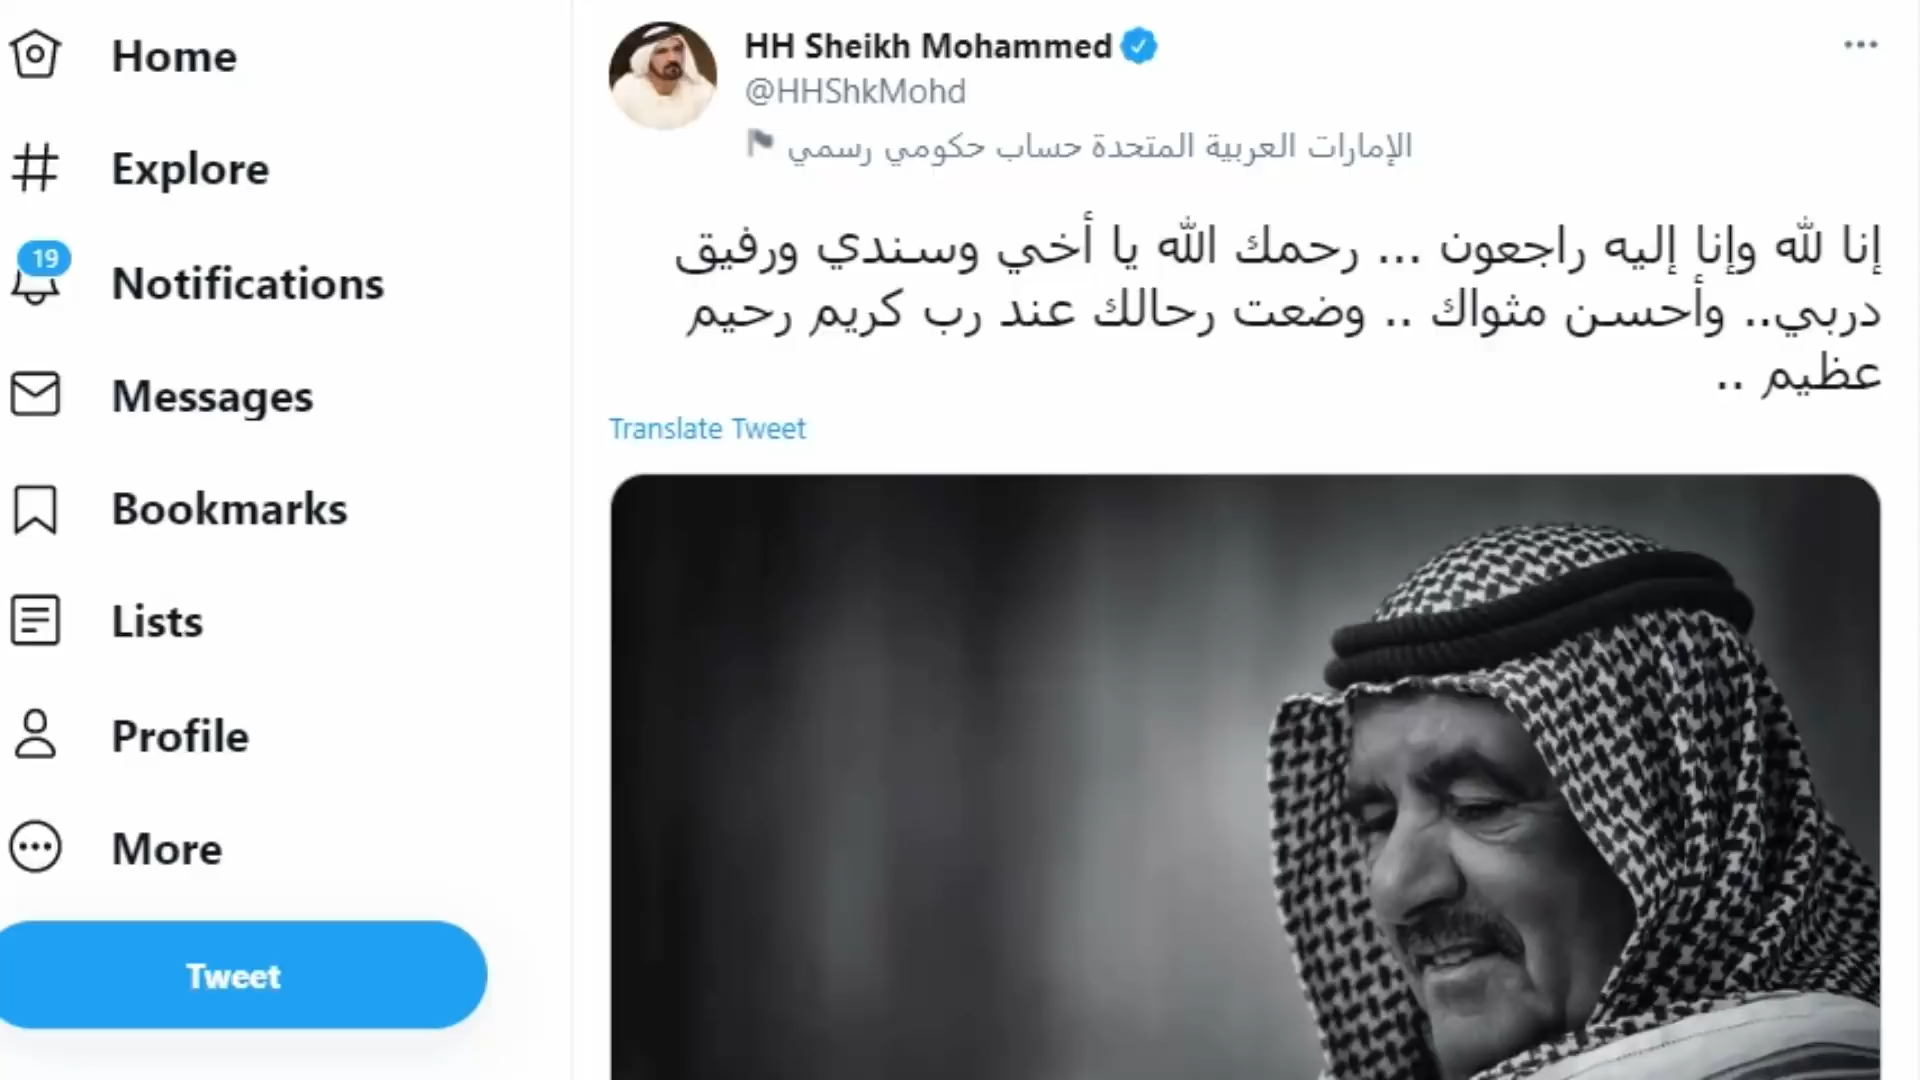 Home
Explore
19
Notifications
Messages
Bookmarks
Lists
Profile
More
Tweet
HH Sheikh Mohammed
@HHShkMohd
الإمارات العربية المتحدة حساب حكومي رسمي
إنا لله وإنا إليه راجعون ... رحمك الله يا أخي وسندي ورفيق
دربي.. وأحسن مثواك .. وضعت رحالك عند رب كريم رحيم
عظيم ..
Translate Tweet